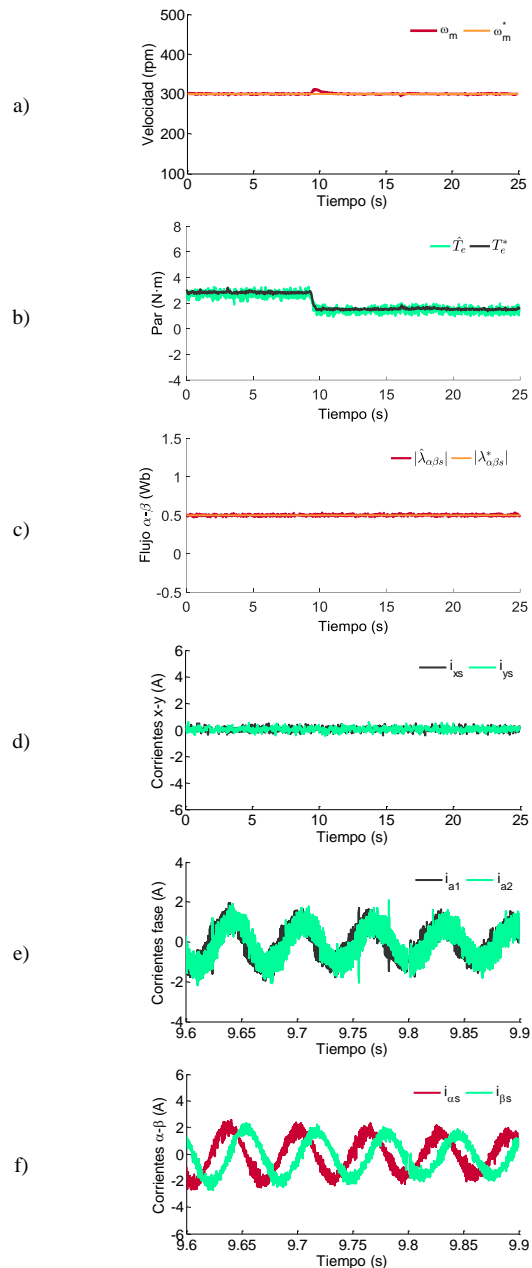 a)
Velocidad (rpm)
500
400
300
200
100
ω_m ω_m^*
0 5 10 15 20 25
Tiempo (s)
b)
Par (N·m)
8
6
4
2
0
-2
-4
T̂_e T_e^*
0 5 10 15 20 25
Tiempo (s)
c)
Flujo α-β (Wb)
1.5
1
0.5
0
-0.5
|λ̂_αβs| |λ^*_αβs|
0 5 10 15 20 25
Tiempo (s)
d)
Corrientes x-y (A)
6
4
2
0
-2
-4
-6
i_xs i_ys
0 5 10 15 20 25
Tiempo (s)
e)
Corrientes fase (A)
4
2
0
-2
-4
i_a1 i_a2
9.6 9.65 9.7 9.75 9.8 9.85 9.9
Tiempo (s)
f)
Corrientes α-β (A)
6
4
2
0
-2
-4
-6
i_αs i_βs
9.6 9.65 9.7 9.75 9.8 9.85 9.9
Tiempo (s)